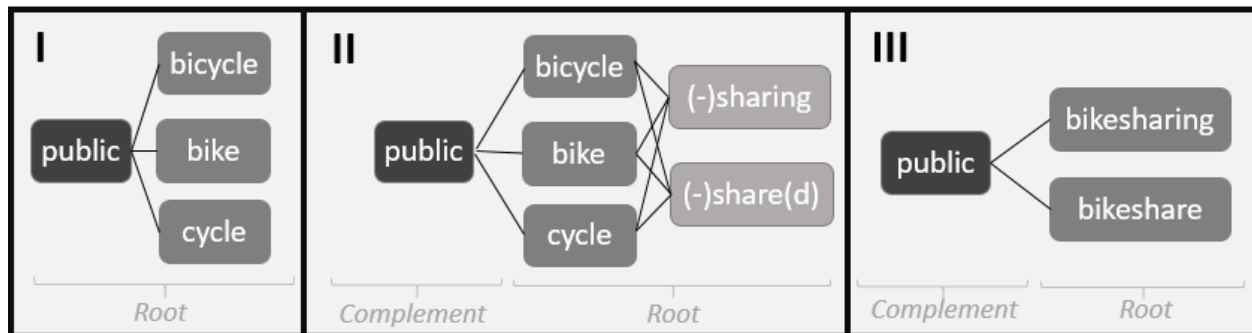 I
public
bicycle
bike
cycle
Root
II
public
bicycle
bike
cycle
(-)sharing
(-)share(d)
Complement
Root
III
public
bikesharing
bikeshare
Complement
Root